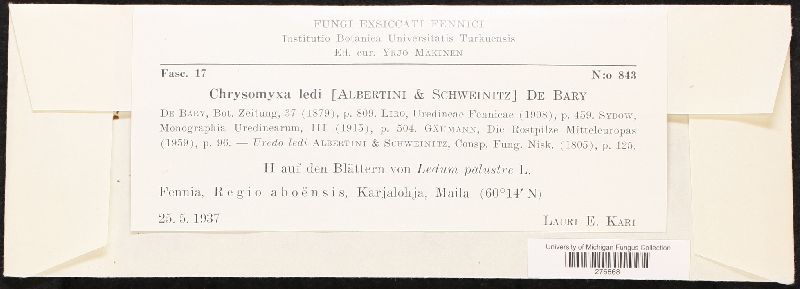 FUNGI EXSICCATI FENNICI
Institutio Botanica Universitatis Turkuensis
Ed. cur. YRJÖ MÄKINEN
Fasc. 17 N:o 843
Chrysomyxa ledi [ALBERTINI & SCHWEINITZ] DE BARY
DE BARY, Bot. Zeitung, 37 (1879), p. 809. LIRO, Uredineae Fennicae (1908), p. 459. SYDOW,
Monographia Uredinearum, III (1915), p. 504. GÄUMANN, Die Rostpilze Mitteleuropas
(1959), p. 96. — Uredo ledi ALBERTINI & SCHWEINITZ, Consp. Fung. Nisk. (1805), p. 125.
II auf den Blättern von Ledum palustre L.
Fennia, Regio aboënsis, Karjalohja, Maila (60°14′ N)
25. 5. 1937 LAURI E. KARI
University of Michigan Fungus Collection